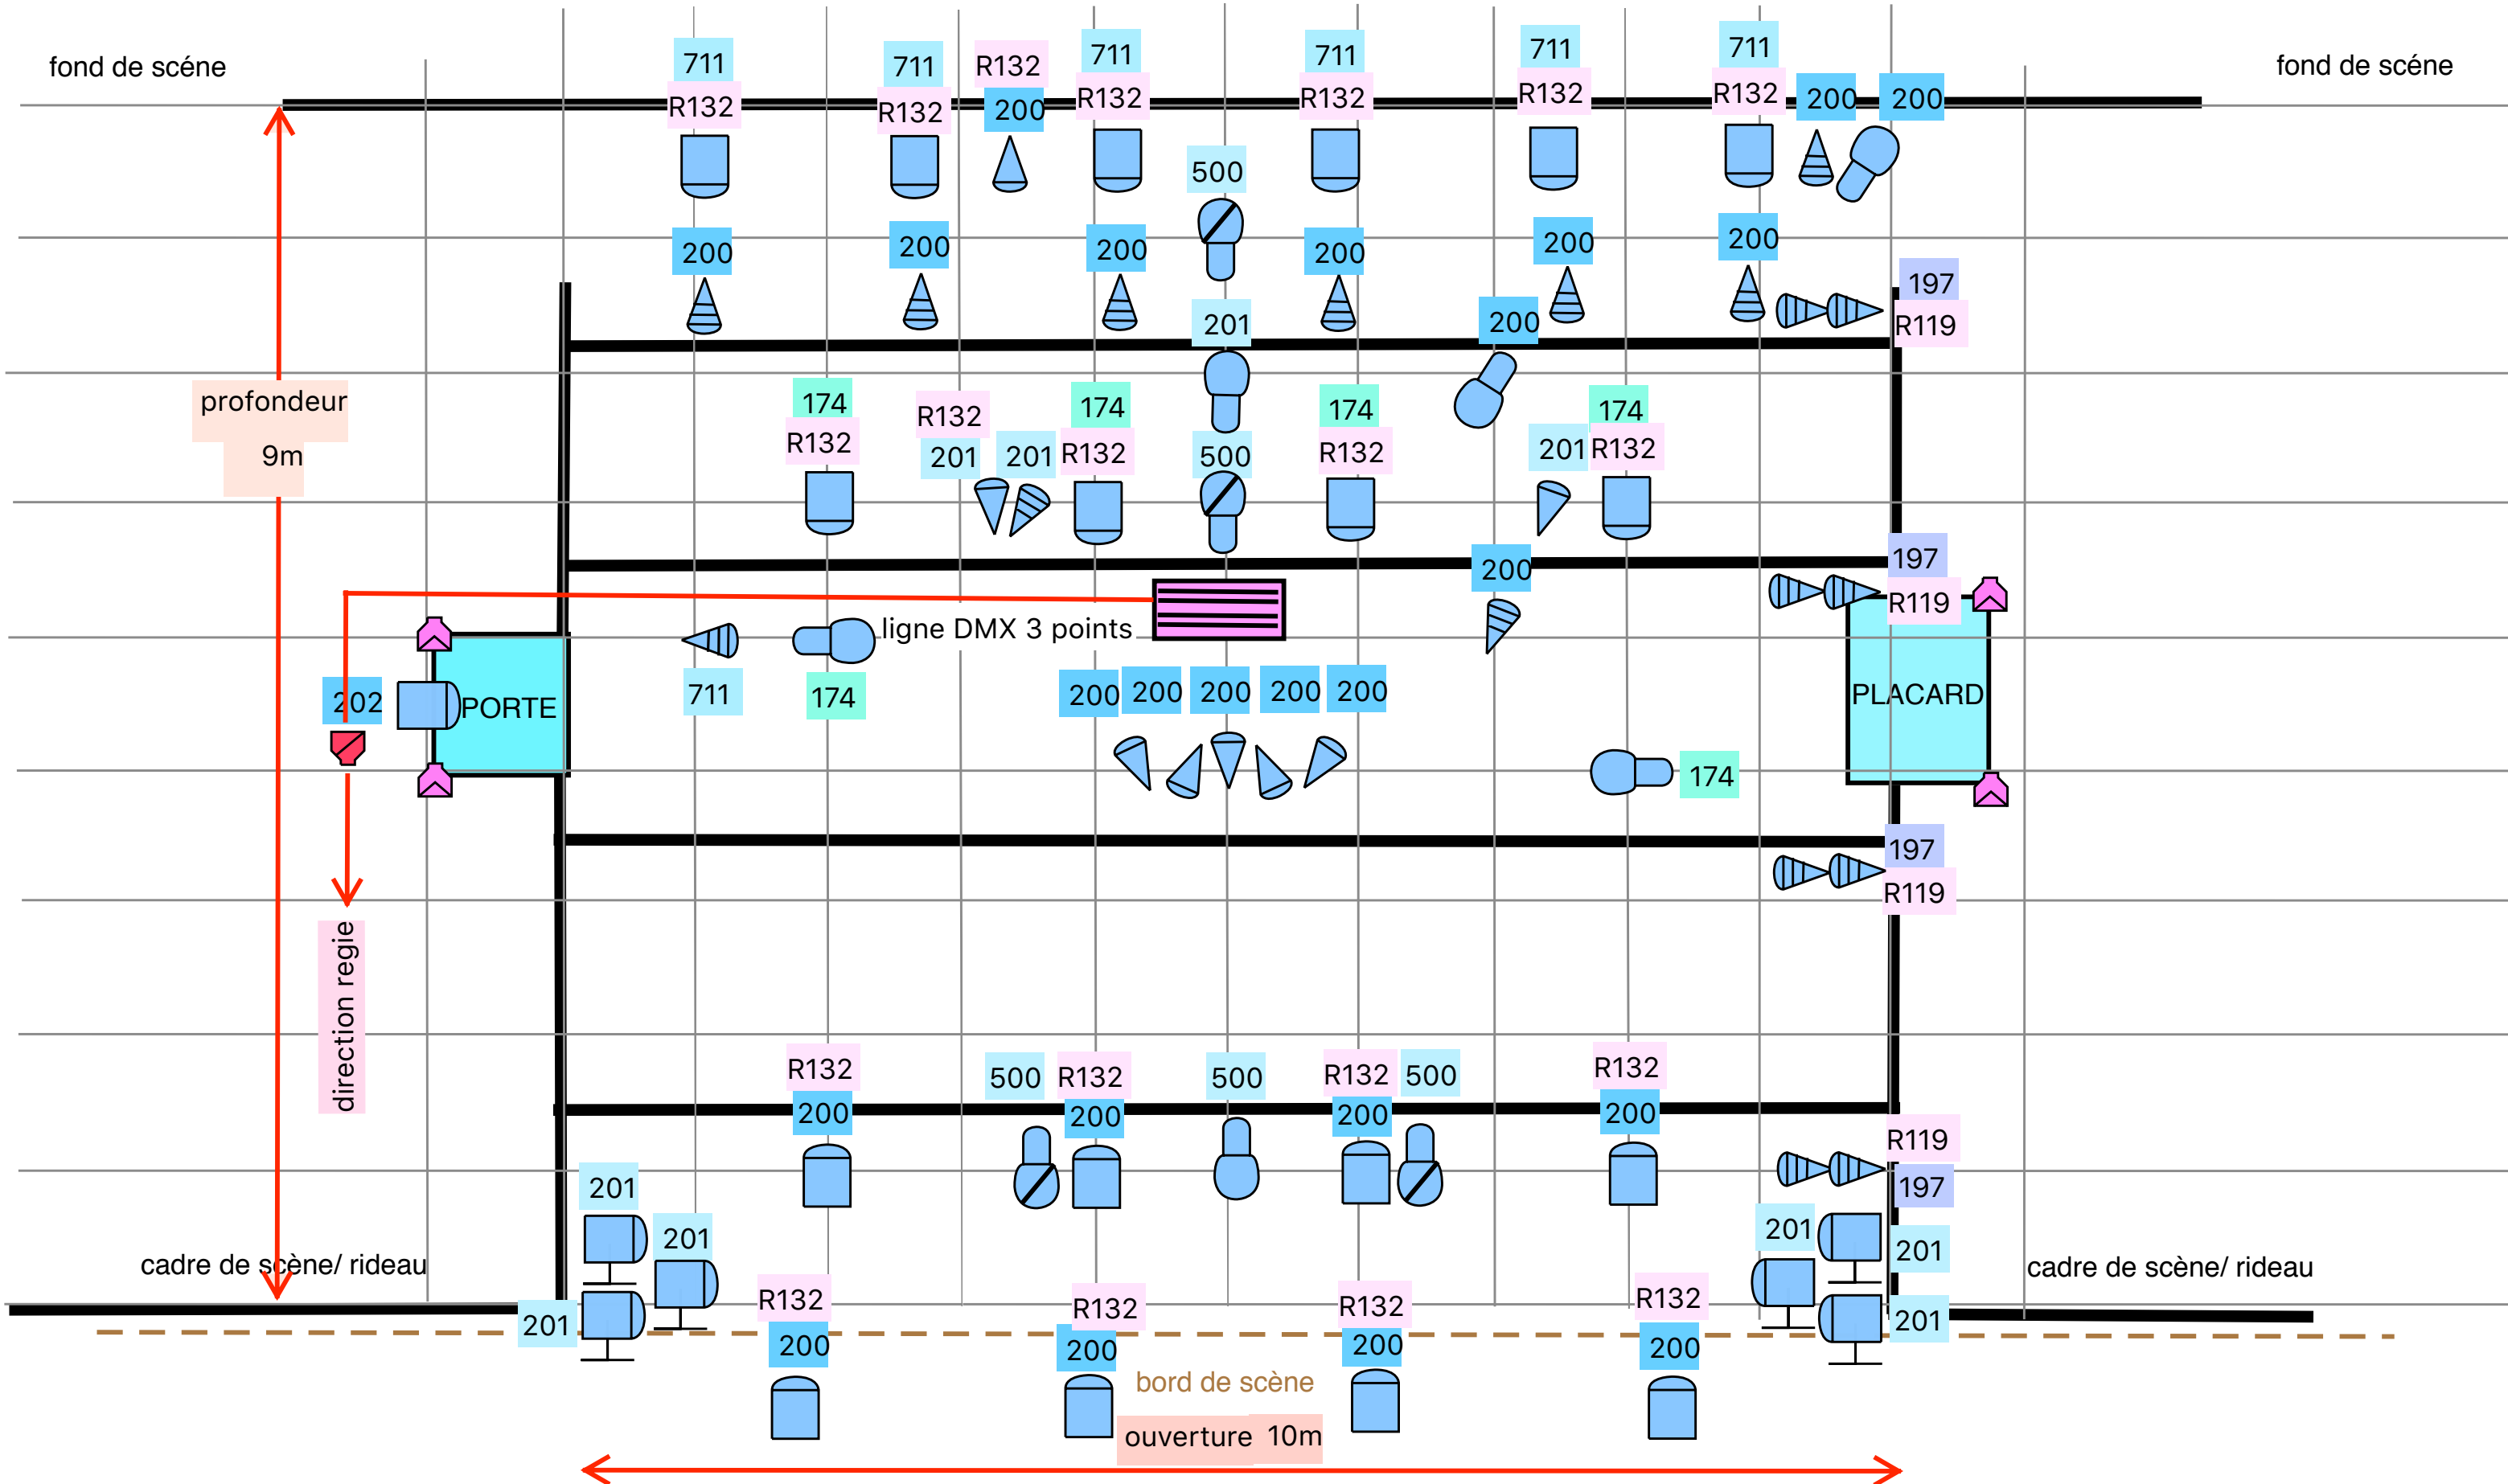 fond de scéne
711
711
R132
711
711
711
711
fond de scéne
R132
R132
200
R132
R132
R132
R132
200
200
500
200
200
200
200
200
200
197
R119
201
200
profondeur
9m
174
R132
R132
201
201
174
R132
500
174
R132
201
174
R132
197
R119
200
ligne DMX 3 points
202
PORTE
711
174
200
200
200
200
200
PLACARD
174
197
R119
direction regie
R132
200
500
R132
200
500
R132
200
500
R132
200
R119
197
201
201
201
201
201
201
cadre de scène/ rideau
cadre de scène/ rideau
R132
200
R132
200
R132
200
R132
200
bord de scène
ouverture 10m